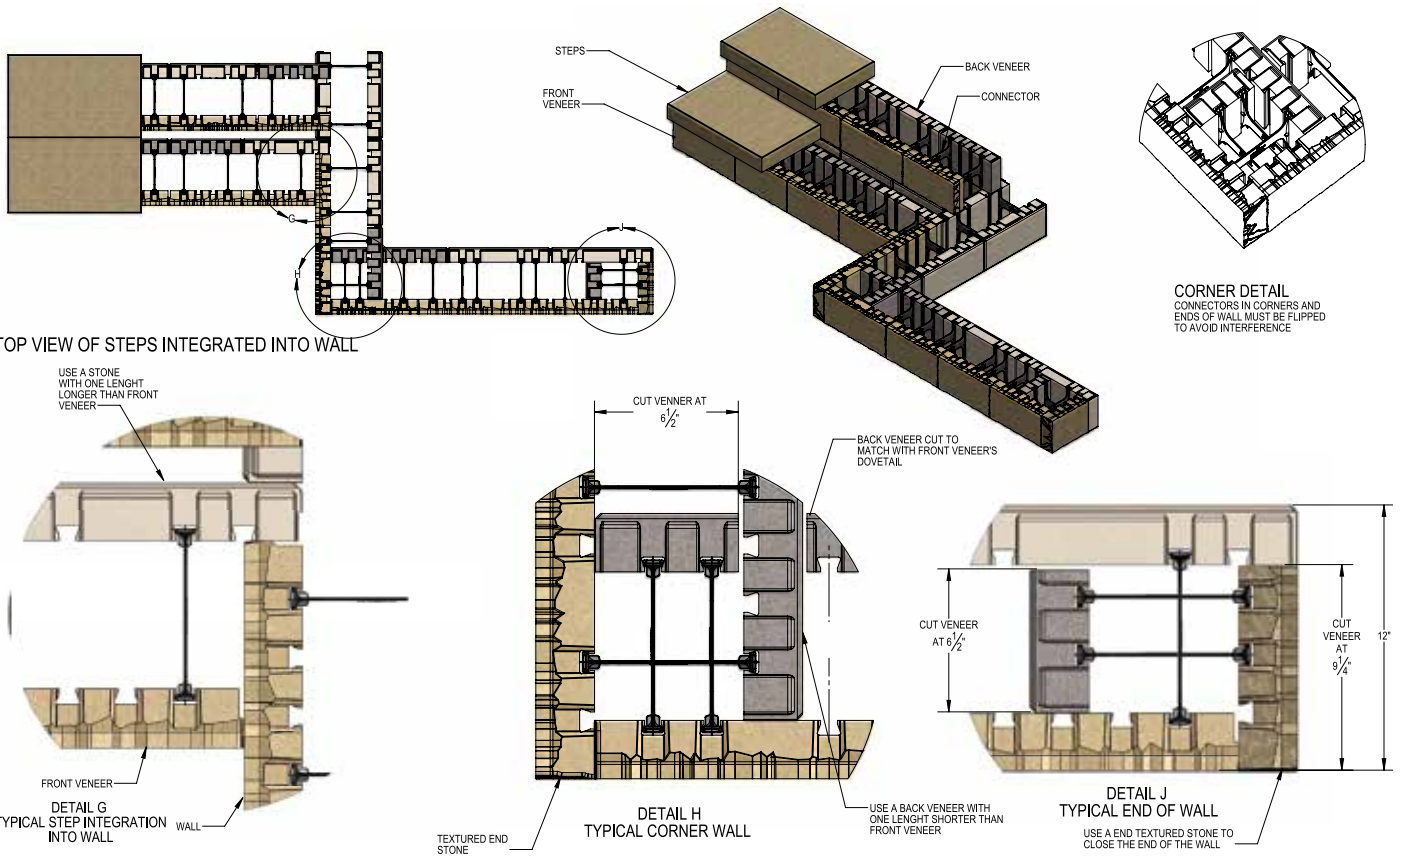 STEPS
FRONT
VENEER
BACK VENEER
CONNECTOR
G
H
J
CORNER DETAIL
CONNECTORS IN CORNERS AND
ENDS OF WALL MUST BE FLIPPED
TO AVOID INTERFERENCE
TOP VIEW OF STEPS INTEGRATED INTO WALL
USE A STONE
WITH ONE LENGHT
LONGER THAN FRONT
VENEER
FRONT VENEER
DETAIL G
TYPICAL STEP INTEGRATION
INTO WALL
WALL
CUT VENNER AT
6 1/2"
BACK VENEER CUT TO
MATCH WITH FRONT VENEER'S
DOVETAIL
TEXTURED END
STONE
DETAIL H
TYPICAL CORNER WALL
USE A BACK VENEER WITH
ONE LENGHT SHORTER THAN
FRONT VENEER
CUT VENEER
AT 6 1/2"
CUT
VENEER
AT
9 1/4"
12"
DETAIL J
TYPICAL END OF WALL
USE A END TEXTURED STONE TO
CLOSE THE END OF THE WALL